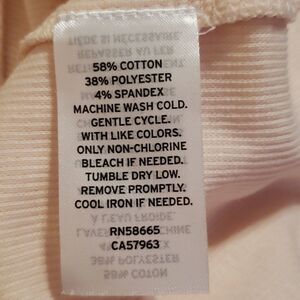 58% COTTON
38% POLYESTER
4% SPANDEX
MACHINE WASH COLD.
GENTLE CYCLE.
WITH LIKE COLORS.
ONLY NON-CHLORINE
BLEACH IF NEEDED.
TUMBLE DRY LOW.
REMOVE PROMPTLY.
COOL IRON IF NEEDED.
RN58665
CA57963